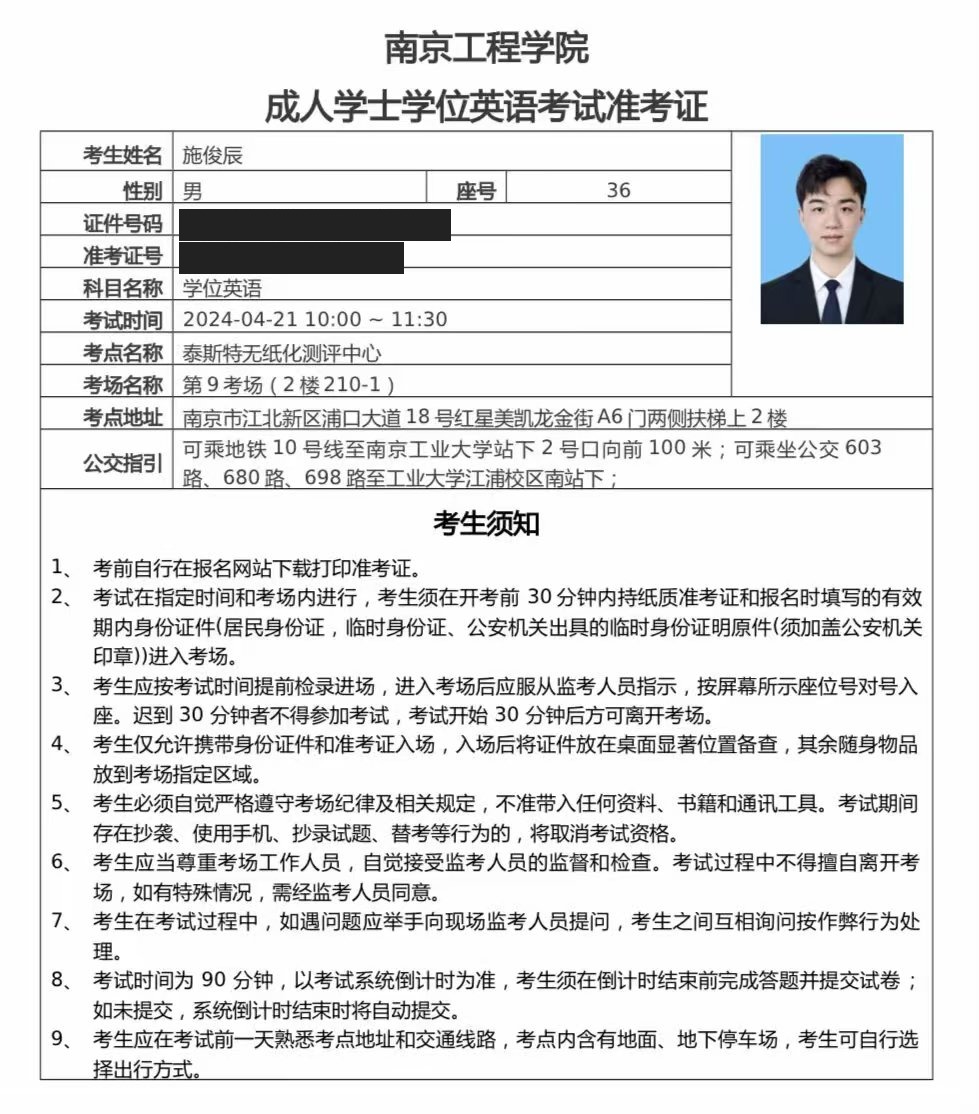 南京工程学院
成人学士学位英语考试准考证
考生姓名 施俊辰
性别 男 座号 36
证件号码
准考证号
科目名称 学位英语
考试时间 2024-04-21 10:00 ~ 11:30
考点名称 泰斯特无纸化测评中心
考场名称 第9考场（2楼210-1）
考点地址 南京市江北新区浦口大道18号红星美凯龙金街A6门两侧扶梯上2楼
公交指引 可乘地铁10号线至南京工业大学站下2号口向前100米；可乘坐公交603
路、680路、698路至工业大学江浦校区南站下；
考生须知
1、 考前自行在报名网站下载打印准考证。
2、 考试在指定时间和考场内进行，考生须在开考前30分钟内持纸质准考证和报名时填写的有效
期内身份证件(居民身份证，临时身份证、公安机关出具的临时身份证明原件(须加盖公安机关
印章))进入考场。
3、 考生应按考试时间提前检录进场，进入考场后应服从监考人员指示，按屏幕所示座位号对号入
座。迟到30分钟者不得参加考试，考试开始30分钟后方可离开考场。
4、 考生仅允许携带身份证件和准考证入场，入场后将证件放在桌面显著位置备查，其余随身物品
放到考场指定区域。
5、 考生必须自觉严格遵守考场纪律及相关规定，不准带入任何资料、书籍和通讯工具。考试期间
存在抄袭、使用手机、抄录试题、替考等行为的，将取消考试资格。
6、 考生应当尊重考场工作人员，自觉接受监考人员的监督和检查。考试过程中不得擅自离开考
场，如有特殊情况，需经监考人员同意。
7、 考生在考试过程中，如遇问题应举手向现场监考人员提问，考生之间互相询问按作弊行为处
理。
8、 考试时间为90分钟，以考试系统倒计时为准，考生须在倒计时结束前完成答题并提交试卷；
如未提交，系统倒计时结束时将自动提交。
9、 考生应在考试前一天熟悉考点地址和交通线路，考点内含有地面、地下停车场，考生可自行选
择出行方式。